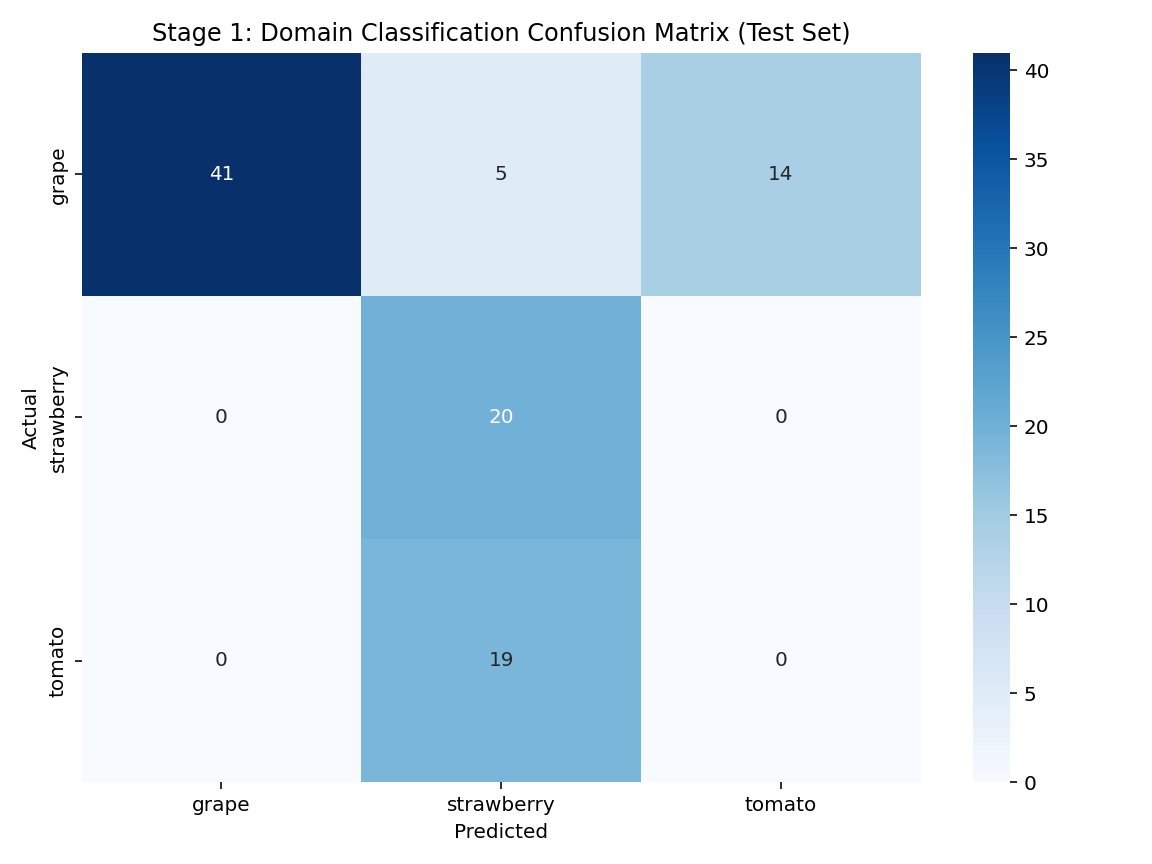 Stage 1: Domain Classification Confusion Matrix (Test Set)
Actual
grape
strawberry
tomato
41
5
14
0
20
0
0
19
0
grape
strawberry
tomato
Predicted
40
35
30
25
20
15
10
5
0